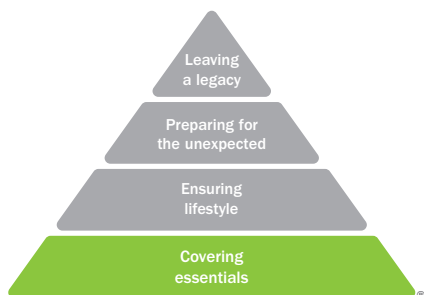 Leaving
a legacy
Preparing for
the unexpected
Ensuring
lifestyle
Covering
essentials
®